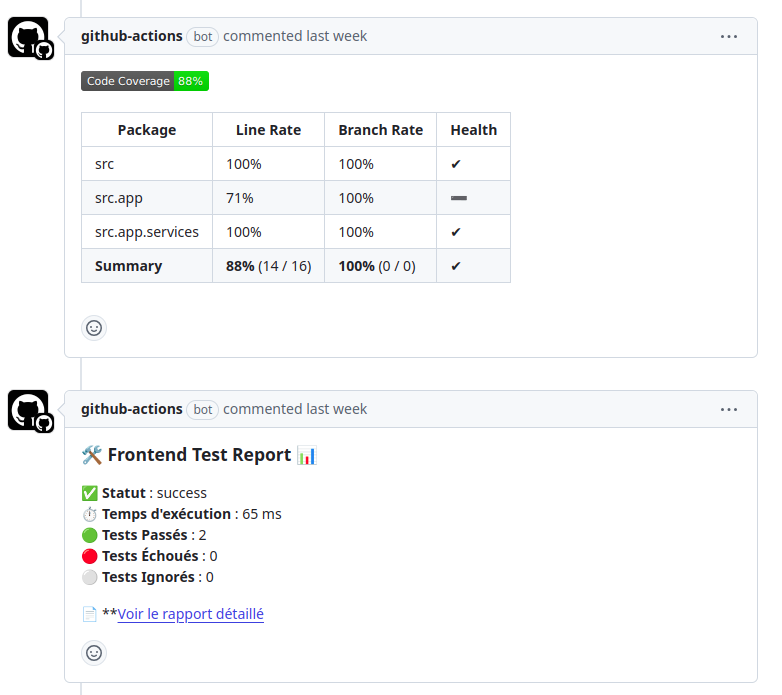 github-actions bot commented last week
Code Coverage 88%
Package Line Rate Branch Rate Health
src 100% 100% ✔
src.app 71% 100% ➖
src.app.services 100% 100% ✔
Summary 88% (14 / 16) 100% (0 / 0) ✔
github-actions bot commented last week
🛠️ Frontend Test Report 📊
✅ Statut : success
⏱️ Temps d'exécution : 65 ms
🟢 Tests Passés : 2
🔴 Tests Échoués : 0
⚪ Tests Ignorés : 0
📄 **Voir le rapport détaillé